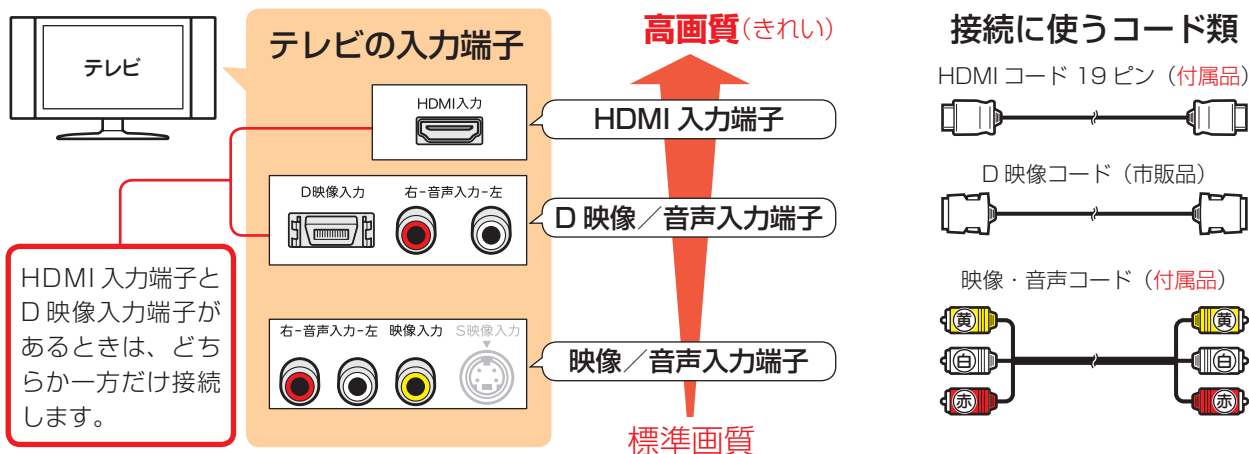 テレビ
テレビの入力端子
HDMI入力
D映像入力 右-音声入力-左
右-音声入力-左 映像入力 S映像入力
HDMI 入力端子と
D 映像入力端子が
あるときは、どち
らか一方だけ接続
します。
高画質(きれい)
HDMI 入力端子
D 映像/音声入力端子
映像/音声入力端子
標準画質
接続に使うコード類
HDMI コード 19 ピン(付属品)
D 映像コード(市販品)
映像・音声コード(付属品)
黄 黄
白 白
赤 赤